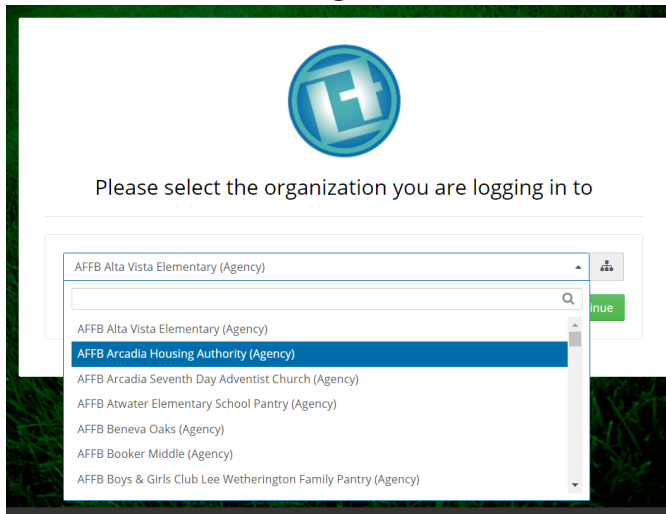 Please select the organization you are logging in to
AFFB Alta Vista Elementary (Agency)
AFFB Alta Vista Elementary (Agency)
AFFB Arcadia Housing Authority (Agency)
AFFB Arcadia Seventh Day Adventist Church (Agency)
AFFB Atwater Elementary School Pantry (Agency)
AFFB Beneva Oaks (Agency)
AFFB Booker Middle (Agency)
AFFB Boys & Girls Club Lee Wetherington Family Pantry (Agency)